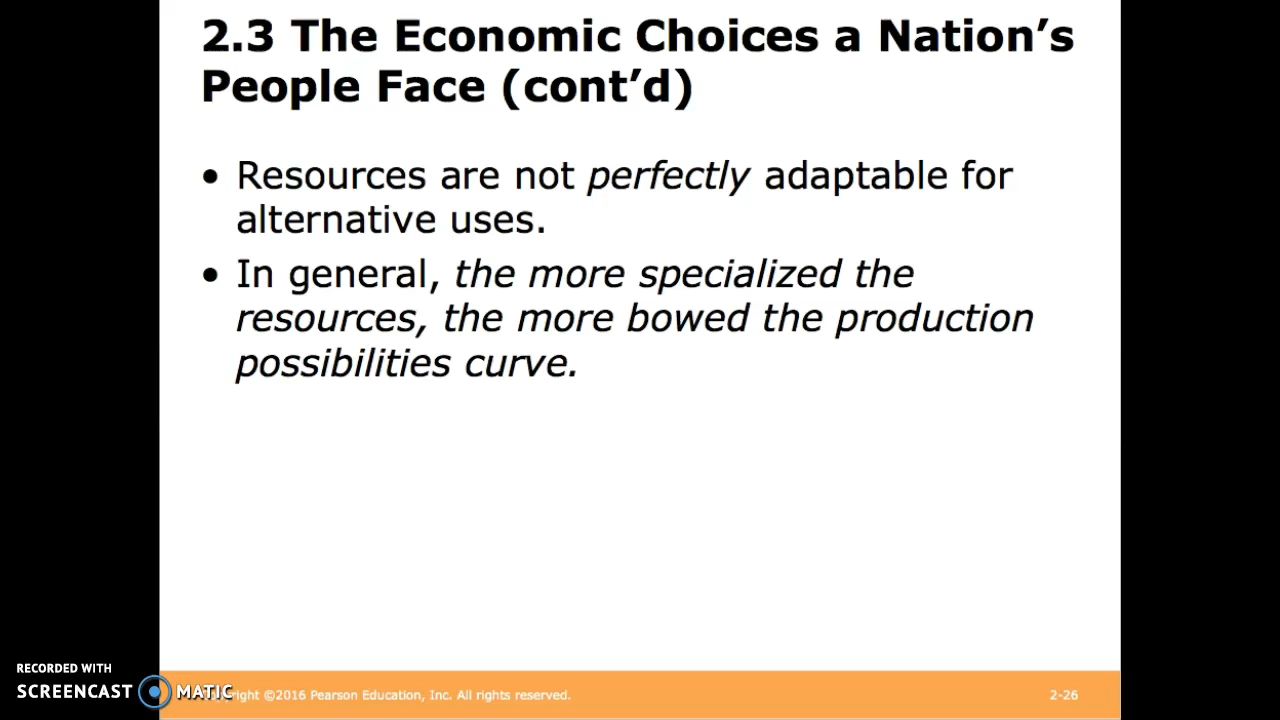 2.3 The Economic Choices a Nation’s
People Face (cont’d)
• Resources are not perfectly adaptable for
alternative uses.
• In general, the more specialized the
resources, the more bowed the production
possibilities curve.
RECORDED WITH
SCREENCAST MATIC
©2016 Pearson Education, Inc. All rights reserved.
2-26